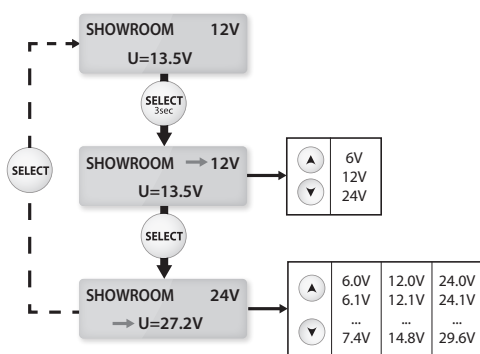 SHOWROOM 12V
U=13.5V
SELECT
3sec
SHOWROOM → 12V
U=13.5V
6V
12V
24V
SELECT
SELECT
SHOWROOM 24V
→ U=27.2V
6.0V 12.0V 24.0V
6.1V 12.1V 24.1V
... ... ...
7.4V 14.8V 29.6V